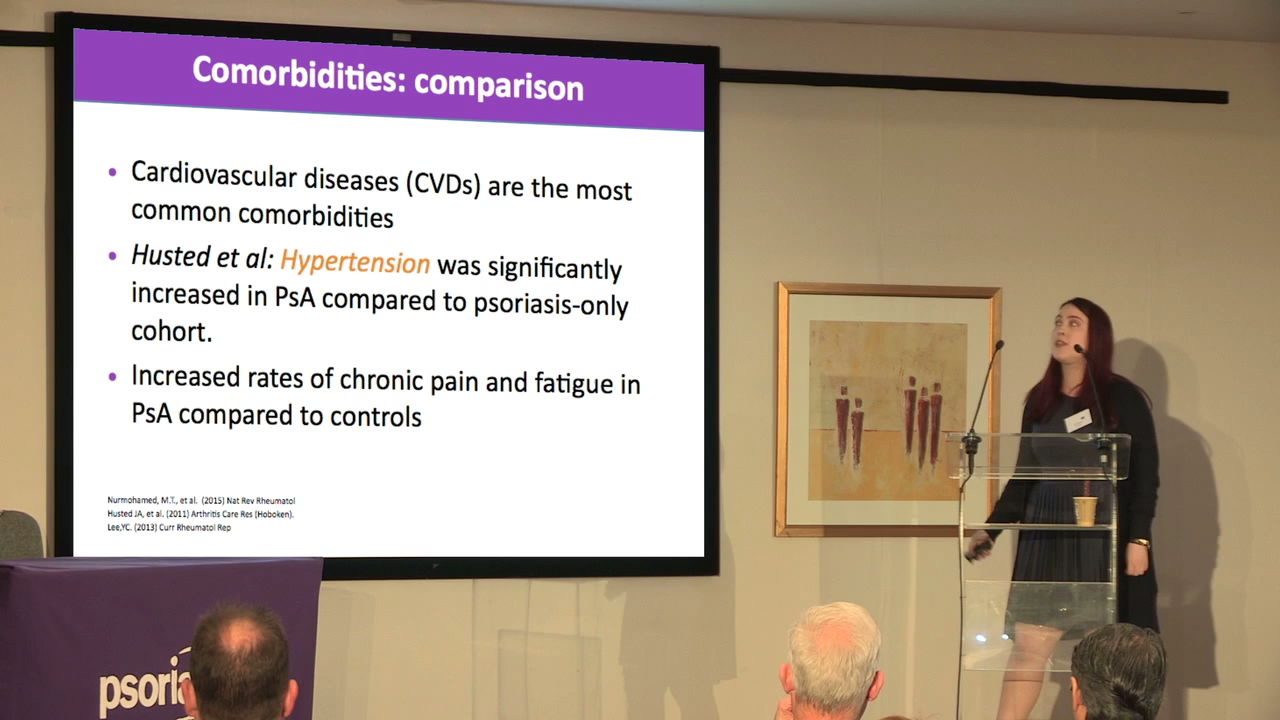 Comorbidities: comparison
• Cardiovascular diseases (CVDs) are the most
common comorbidities
• Husted et al: Hypertension was significantly
increased in PsA compared to psoriasis-only
cohort.
• Increased rates of chronic pain and fatigue in
PsA compared to controls
Nurmohamed, M.T., et al. (2015) Nat Rev Rheumatol
Husted JA, et al. (2011) Arthritis Care Res (Hoboken).
Lee,YC. (2013) Curr Rheumatol Rep
psoria